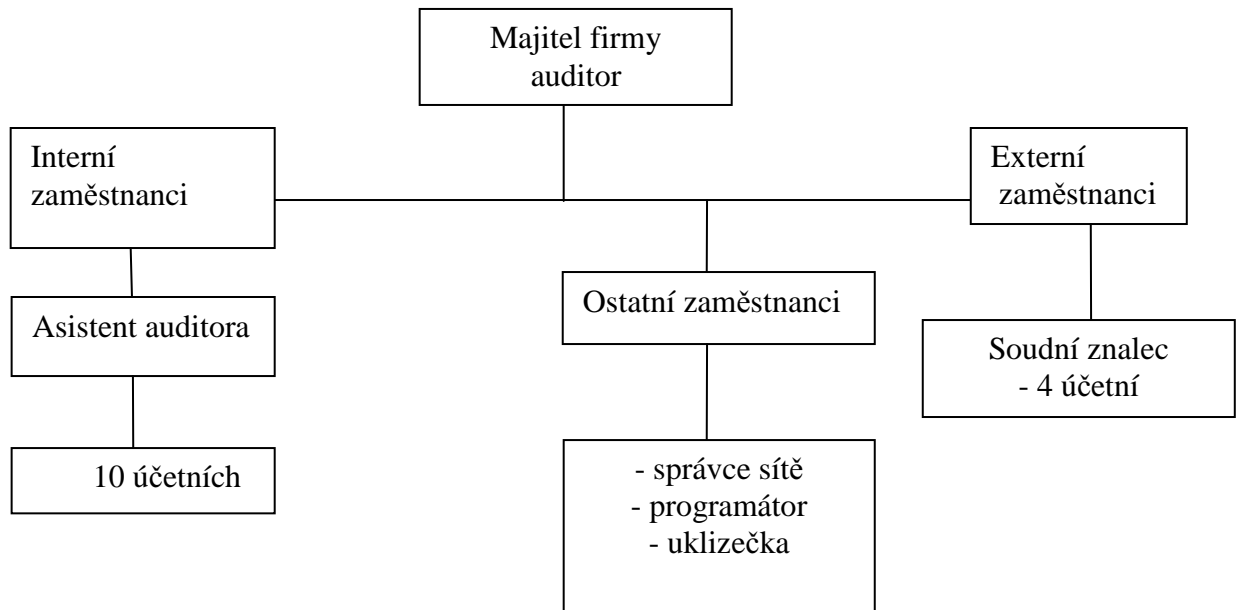 Majitel firmy
auditor
Interní
zaměstnanci
Externí
zaměstnanci
Asistent auditora
Ostatní zaměstnanci
Soudní znalec
- 4 účetní
10 účetních
- správce sítě
- programátor
- uklizečka